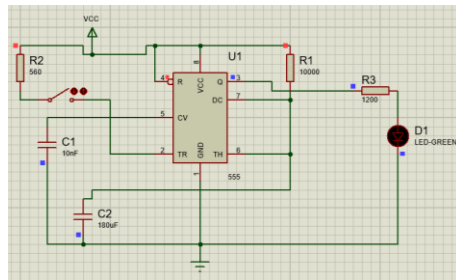 VCC
R2
560
U1
R1
10000
4
R
8
VCC
Q
3
DC
7
R3
1200
5
CV
D1
LED-GREEN
C1
10nF
2
TR
GND
TH
6
1
555
C2
180uF